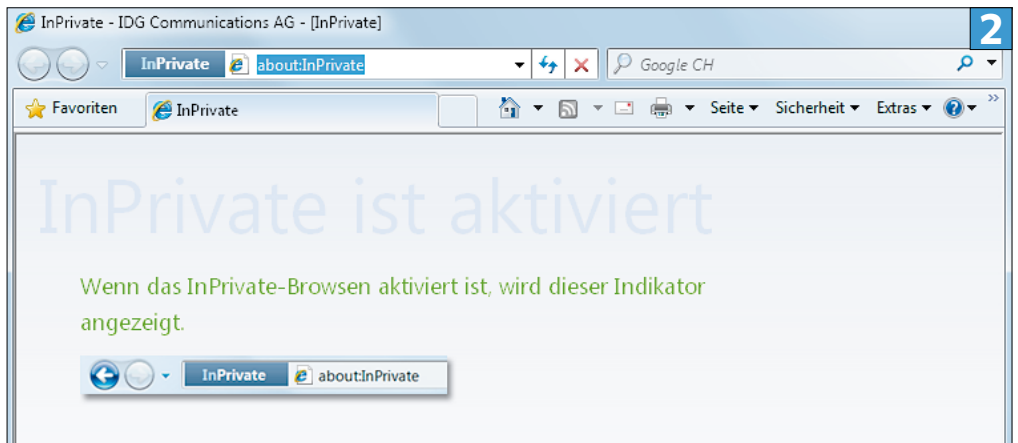 InPrivate - IDG Communications AG - [InPrivate]
2
InPrivate about:InPrivate Google CH
Favoriten InPrivate Seite Sicherheit Extras
InPrivate ist aktiviert
Wenn das InPrivate-Browsen aktiviert ist, wird dieser Indikator
angezeigt.
InPrivate about:InPrivate